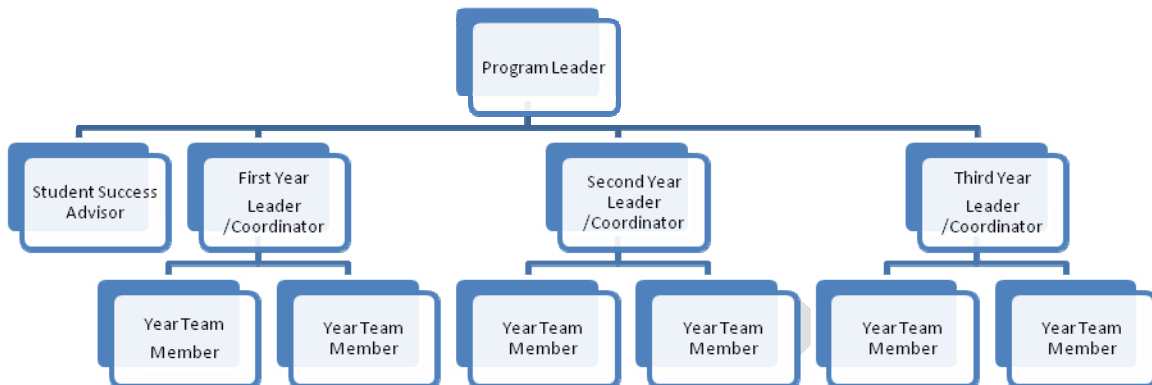 Program Leader
Student Success
Advisor
First Year
Leader
/Coordinator
Second Year
Leader
/Coordinator
Third Year
Leader
/Coordinator
Year Team
Member
Year Team
Member
Year Team
Member
Year Team
Member
Year Team
Member
Year Team
Member